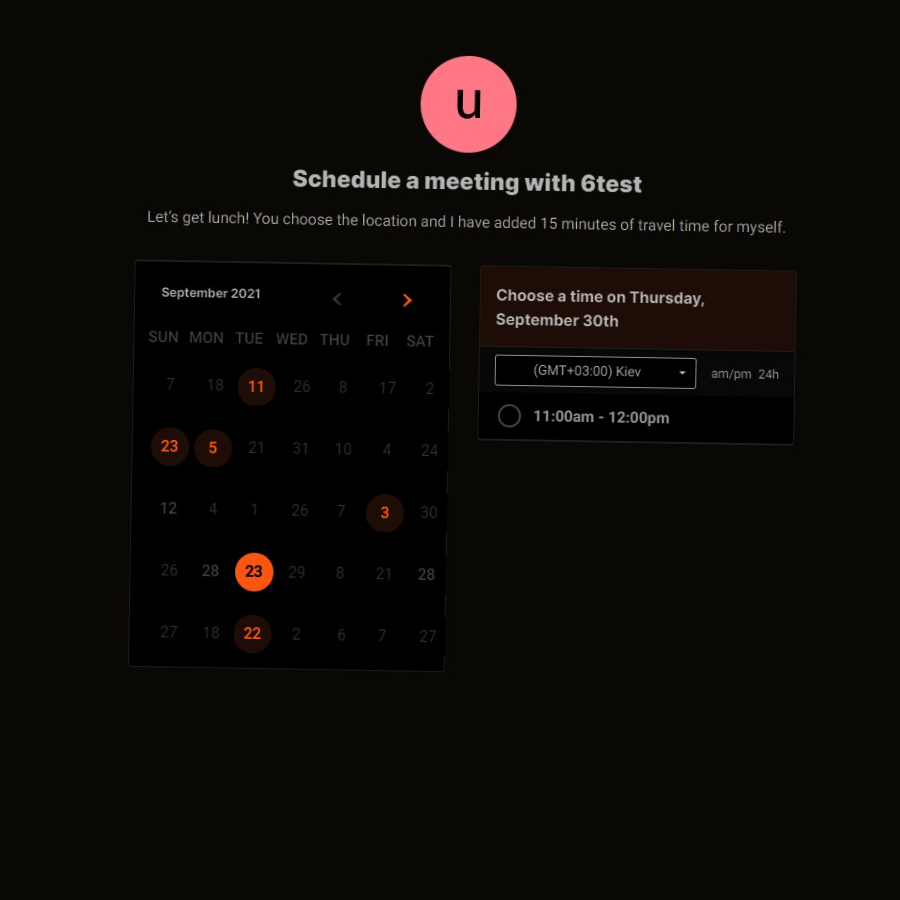 u
Schedule a meeting with 6test
Let's get lunch! You choose the location and I have added 15 minutes of travel time for myself.
September 2021
SUN MON TUE WED THU FRI SAT
7 18 11 26 8 17 2
23 5 21 31 10 4 24
12 4 1 26 7 3 30
26 28 23 29 8 21 28
27 18 22 2 6 7 27
Choose a time on Thursday,
September 30th
(GMT+03:00) Kiev
am/pm 24h
11:00am - 12:00pm